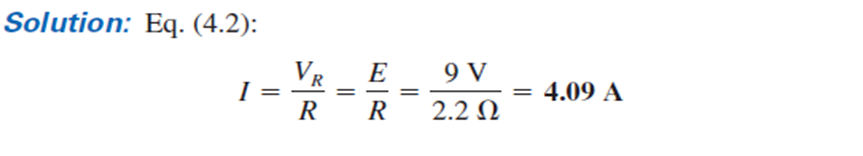 Solution: Eq. (4.2):
I = V_R / R = E / R = 9 V / 2.2 Ω = 4.09 A